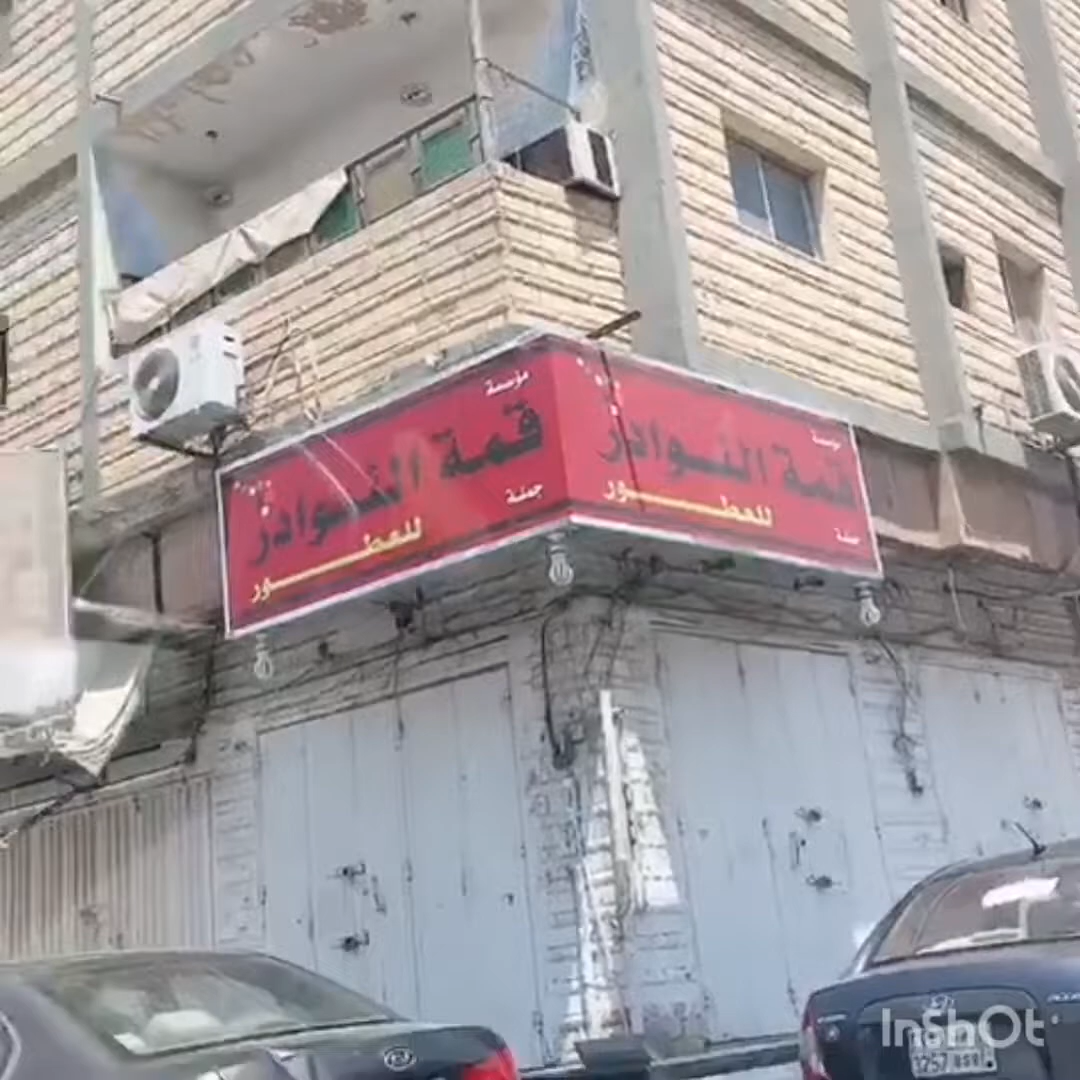 مؤسسة
قمة النوادر
للعطور
جملة
مؤسسة
قمة النوادر
للعطور
جملة
InShOt